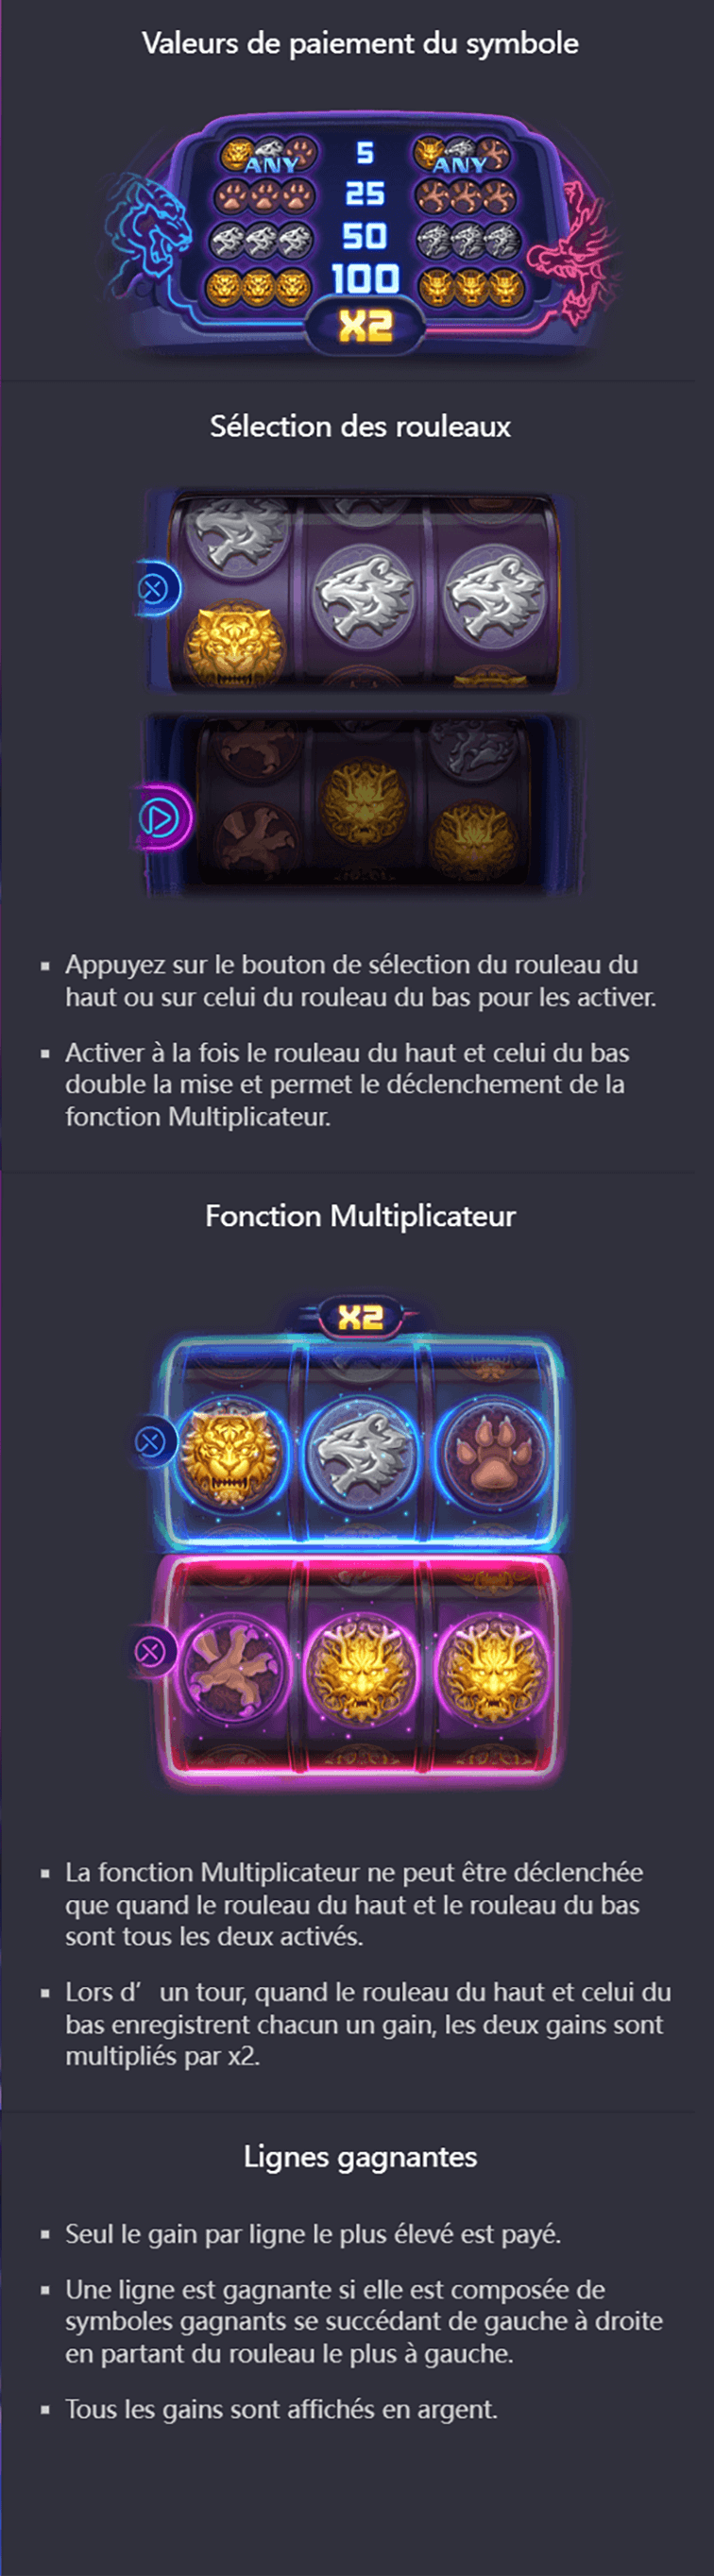 Valeurs de paiement du symbole
ANY 5 ANY
25
50
100
X2
Sélection des rouleaux
Appuyez sur le bouton de sélection du rouleau du
haut ou sur celui du rouleau du bas pour les activer.
Activer à la fois le rouleau du haut et celui du bas
double la mise et permet le déclenchement de la
fonction Multiplicateur.
Fonction Multiplicateur
X2
La fonction Multiplicateur ne peut être déclenchée
que quand le rouleau du haut et le rouleau du bas
sont tous les deux activés.
Lors d’ un tour, quand le rouleau du haut et celui du
bas enregistrent chacun un gain, les deux gains sont
multipliés par x2.
Lignes gagnantes
Seul le gain par ligne le plus élevé est payé.
Une ligne est gagnante si elle est composée de
symboles gagnants se succédant de gauche à droite
en partant du rouleau le plus à gauche.
Tous les gains sont affichés en argent.